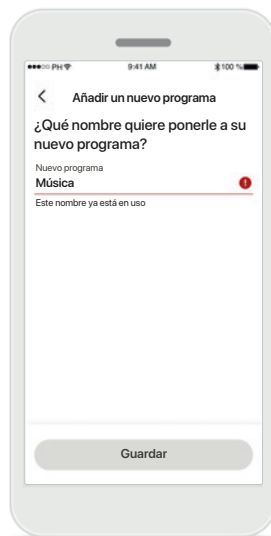 PH 9:41 AM 100 %
Añadir un nuevo programa
¿Qué nombre quiere ponerle a su
nuevo programa?
Nuevo programa
Música
Este nombre ya está en uso
Guardar